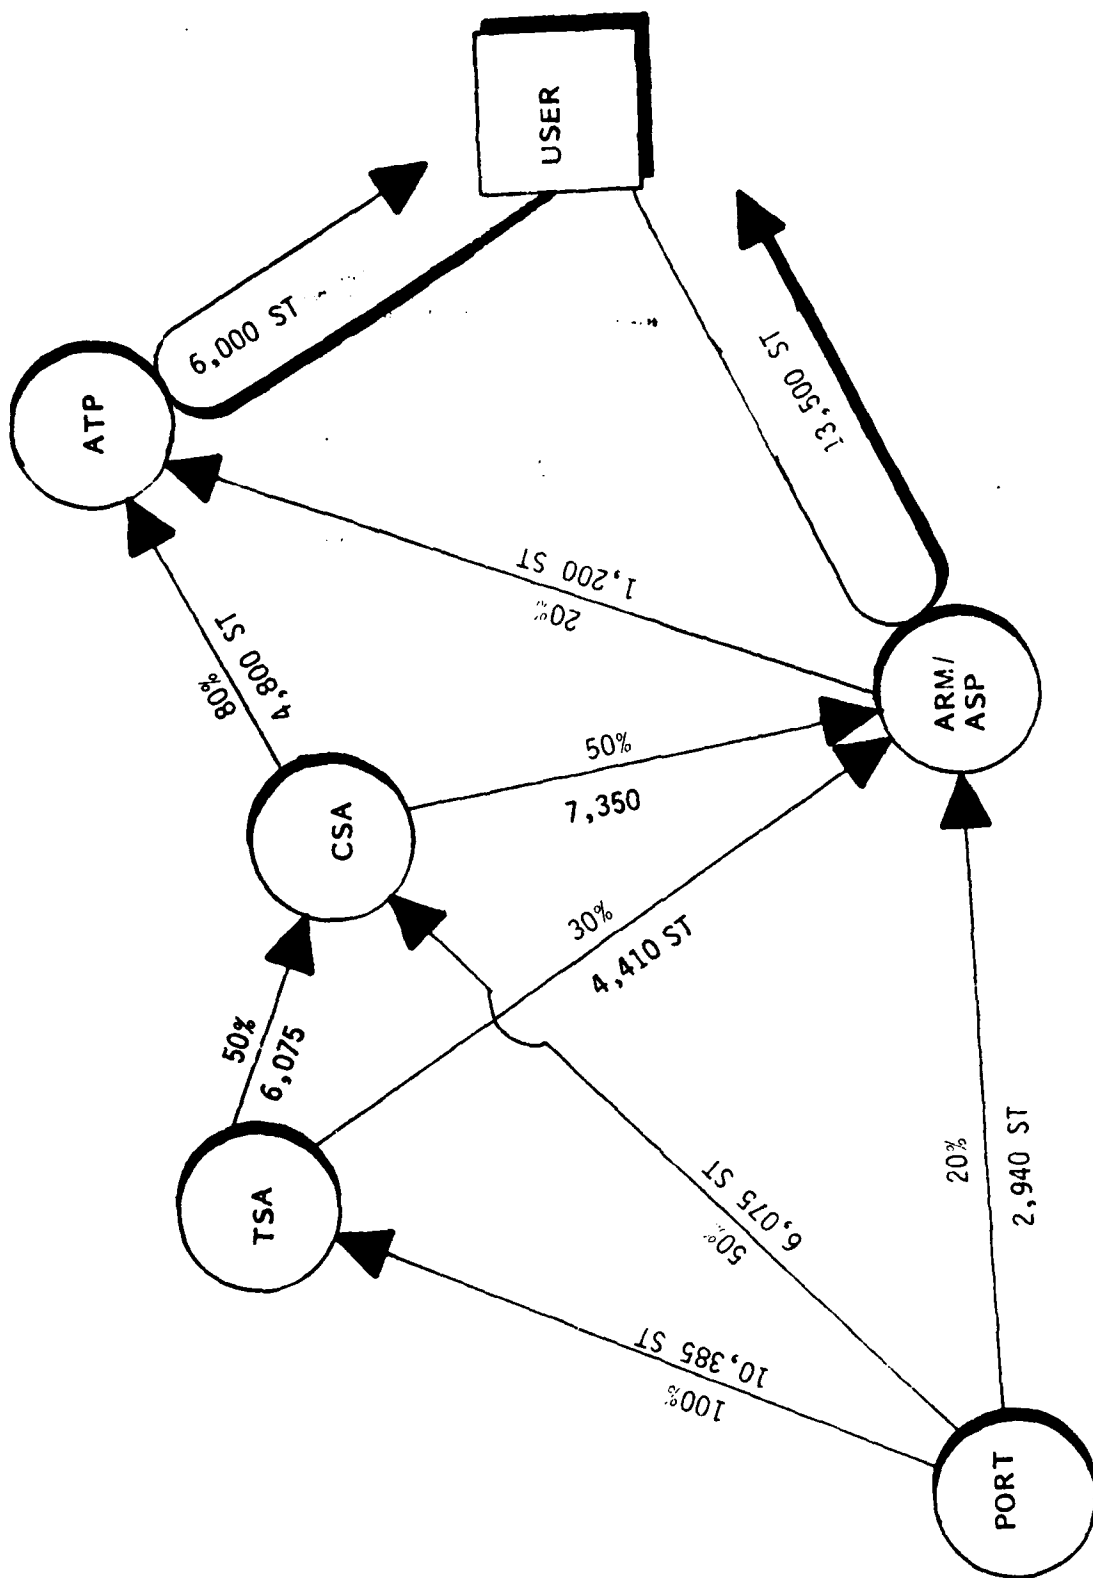 USER
ATP
6,000 ST
13,500 ST
80%
4,800 ST
1,200 ST
20%
ARM/
ASP
CSA
50%
7,350
30%
4,410 ST
50%
6,075
TSA
6,075 ST
50%
20%
2,940 ST
10,385 ST
100%
PORT